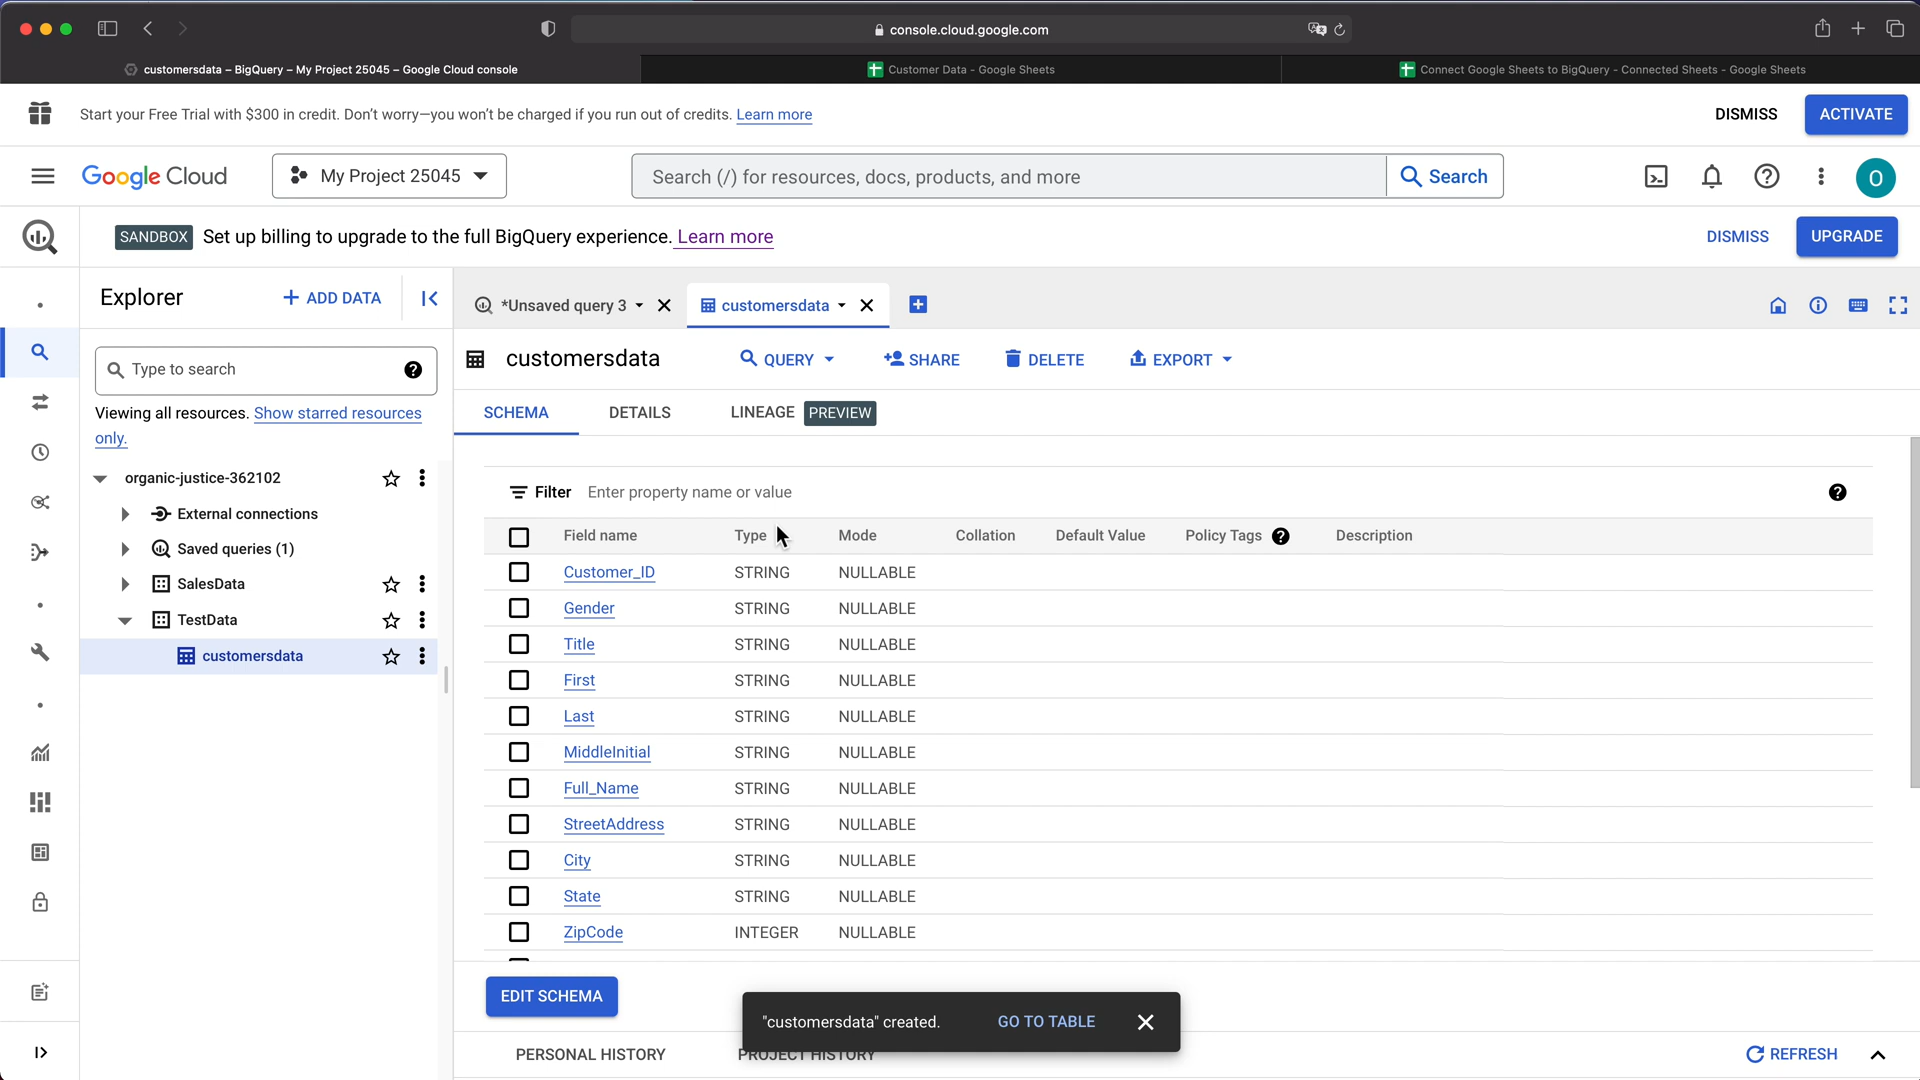 console.cloud.google.com
customersdata – BigQuery – My Project 25045 – Google Cloud console
Customer Data - Google Sheets
Connect Google Sheets to BigQuery - Connected Sheets - Google Sheets
Start your Free Trial with $300 in credit. Don’t worry—you won’t be charged if you run out of credits. Learn more
DISMISS
ACTIVATE
Google Cloud
My Project 25045
Search (/) for resources, docs, products, and more
Search
O
SANDBOX Set up billing to upgrade to the full BigQuery experience. Learn more
DISMISS
UPGRADE
Explorer
+ ADD DATA
*Unsaved query 3
customersdata
Type to search
Viewing all resources. Show starred resources
only.
organic-justice-362102
External connections
Saved queries (1)
SalesData
TestData
customersdata
customersdata
QUERY
SHARE
DELETE
EXPORT
SCHEMA
DETAILS
LINEAGE PREVIEW
Filter Enter property name or value
Field name Type Mode Collation Default Value Policy Tags Description
Customer_ID STRING NULLABLE
Gender STRING NULLABLE
Title STRING NULLABLE
First STRING NULLABLE
Last STRING NULLABLE
MiddleInitial STRING NULLABLE
Full_Name STRING NULLABLE
StreetAddress STRING NULLABLE
City STRING NULLABLE
State STRING NULLABLE
ZipCode INTEGER NULLABLE
EDIT SCHEMA
"customersdata" created.
GO TO TABLE
PERSONAL HISTORY
PROJECT HISTORY
REFRESH